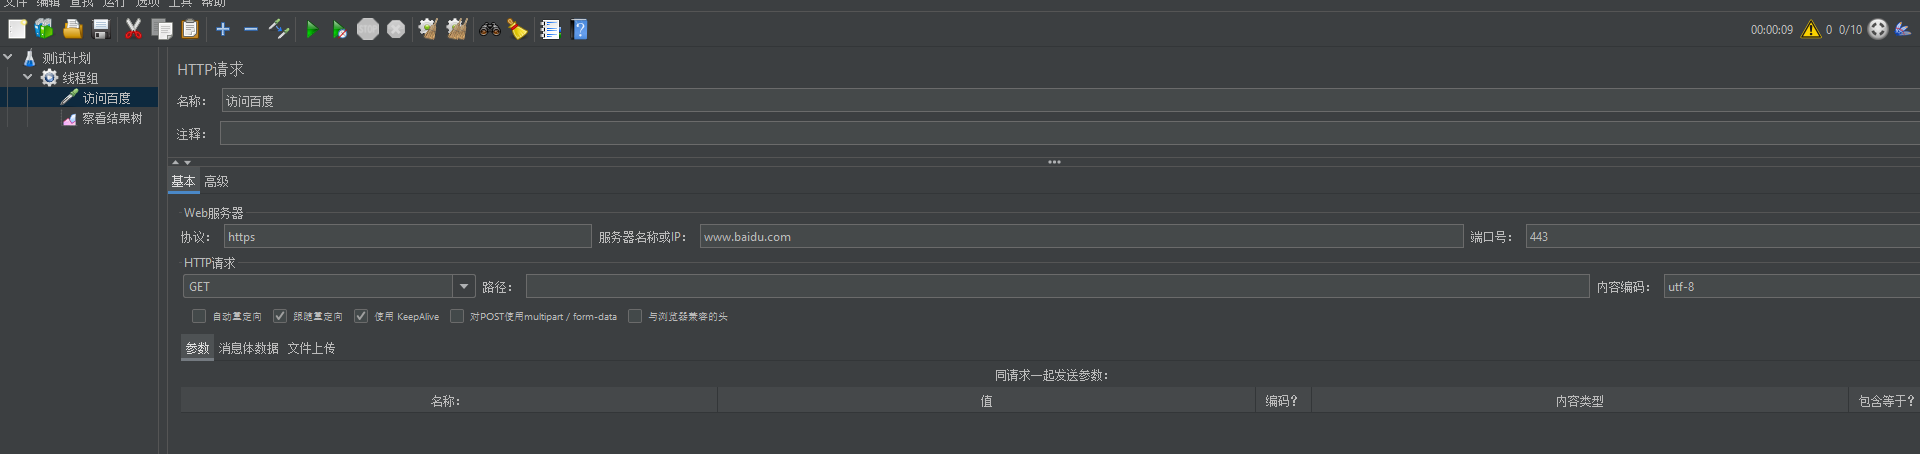 文件 编辑 查找 运行 选项 工具 帮助
00:00:09 0 0/10
测试计划
线程组
访问百度
察看结果树
HTTP请求
名称： 访问百度
注释：
基本 高级
Web服务器
协议： https 服务器名称或IP： www.baidu.com 端口号： 443
HTTP请求
GET 路径： 内容编码： utf-8
自动重定向 跟随重定向 使用 KeepAlive 对POST使用multipart / form-data 与浏览器兼容的头
参数 消息体数据 文件上传
同请求一起发送参数：
名称： 值 编码？ 内容类型 包含等于？